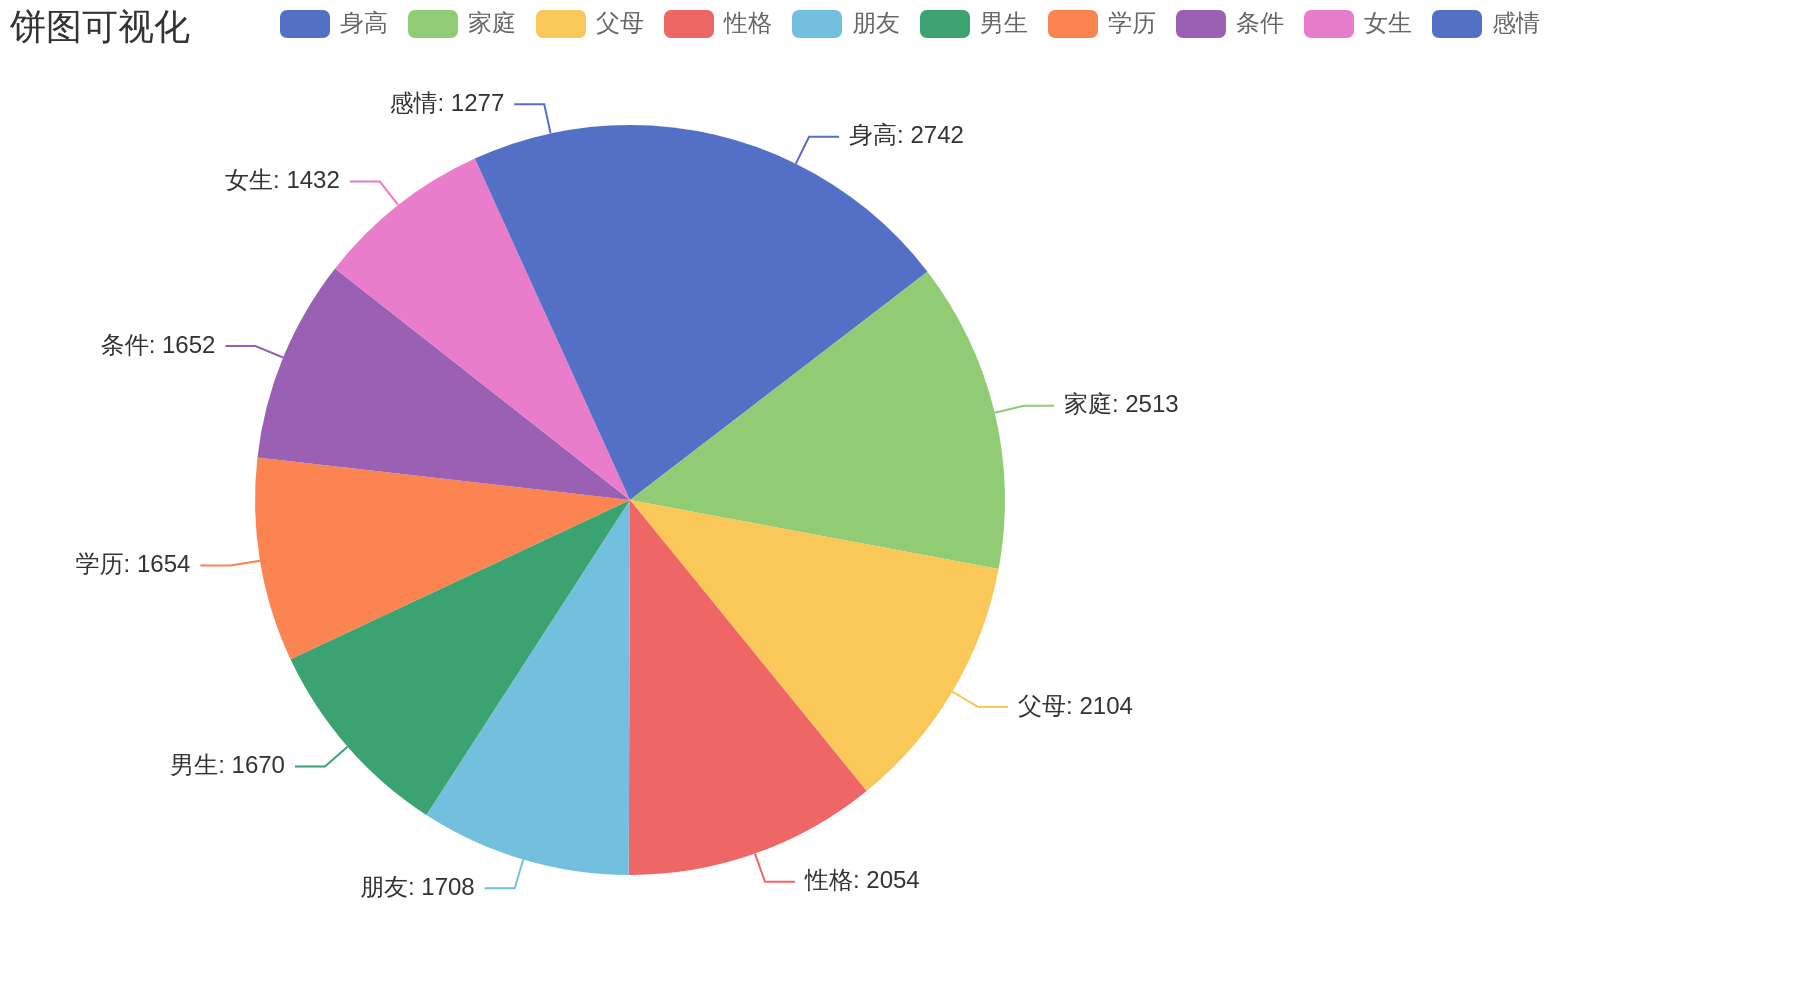 饼图可视化
身高 家庭 父母 性格 朋友 男生 学历 条件 女生 感情
感情: 1277
身高: 2742
女生: 1432
条件: 1652
家庭: 2513
学历: 1654
父母: 2104
男生: 1670
性格: 2054
朋友: 1708